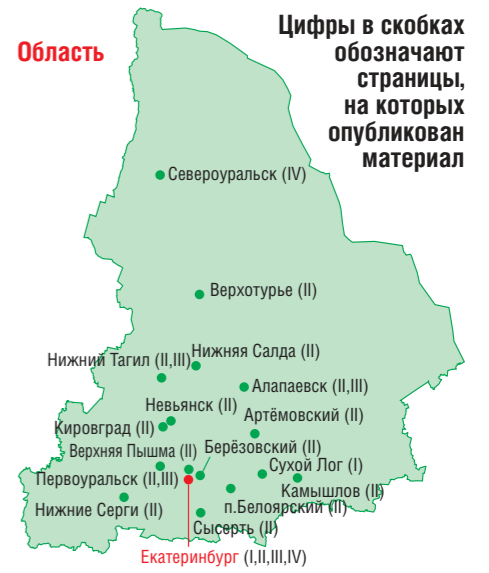 Область
Цифры в скобках
обозначают
страницы,
на которых
опубликован
материал
Североуральск (IV)
Верхотурье (II)
Нижний Тагил (II,III)
Нижняя Салда (II)
Алапаевск (II,III)
Невьянск (II)
Артёмовский (II)
Кировград (II)
Верхняя Пышма (II)
Берёзовский (II)
Сухой Лог (I)
Первоуральск (II,III)
Камышлов (II)
п.Белоярский (II)
Нижние Серги (II)
Сысерть (II)
Екатеринбург (I,II,III,IV)